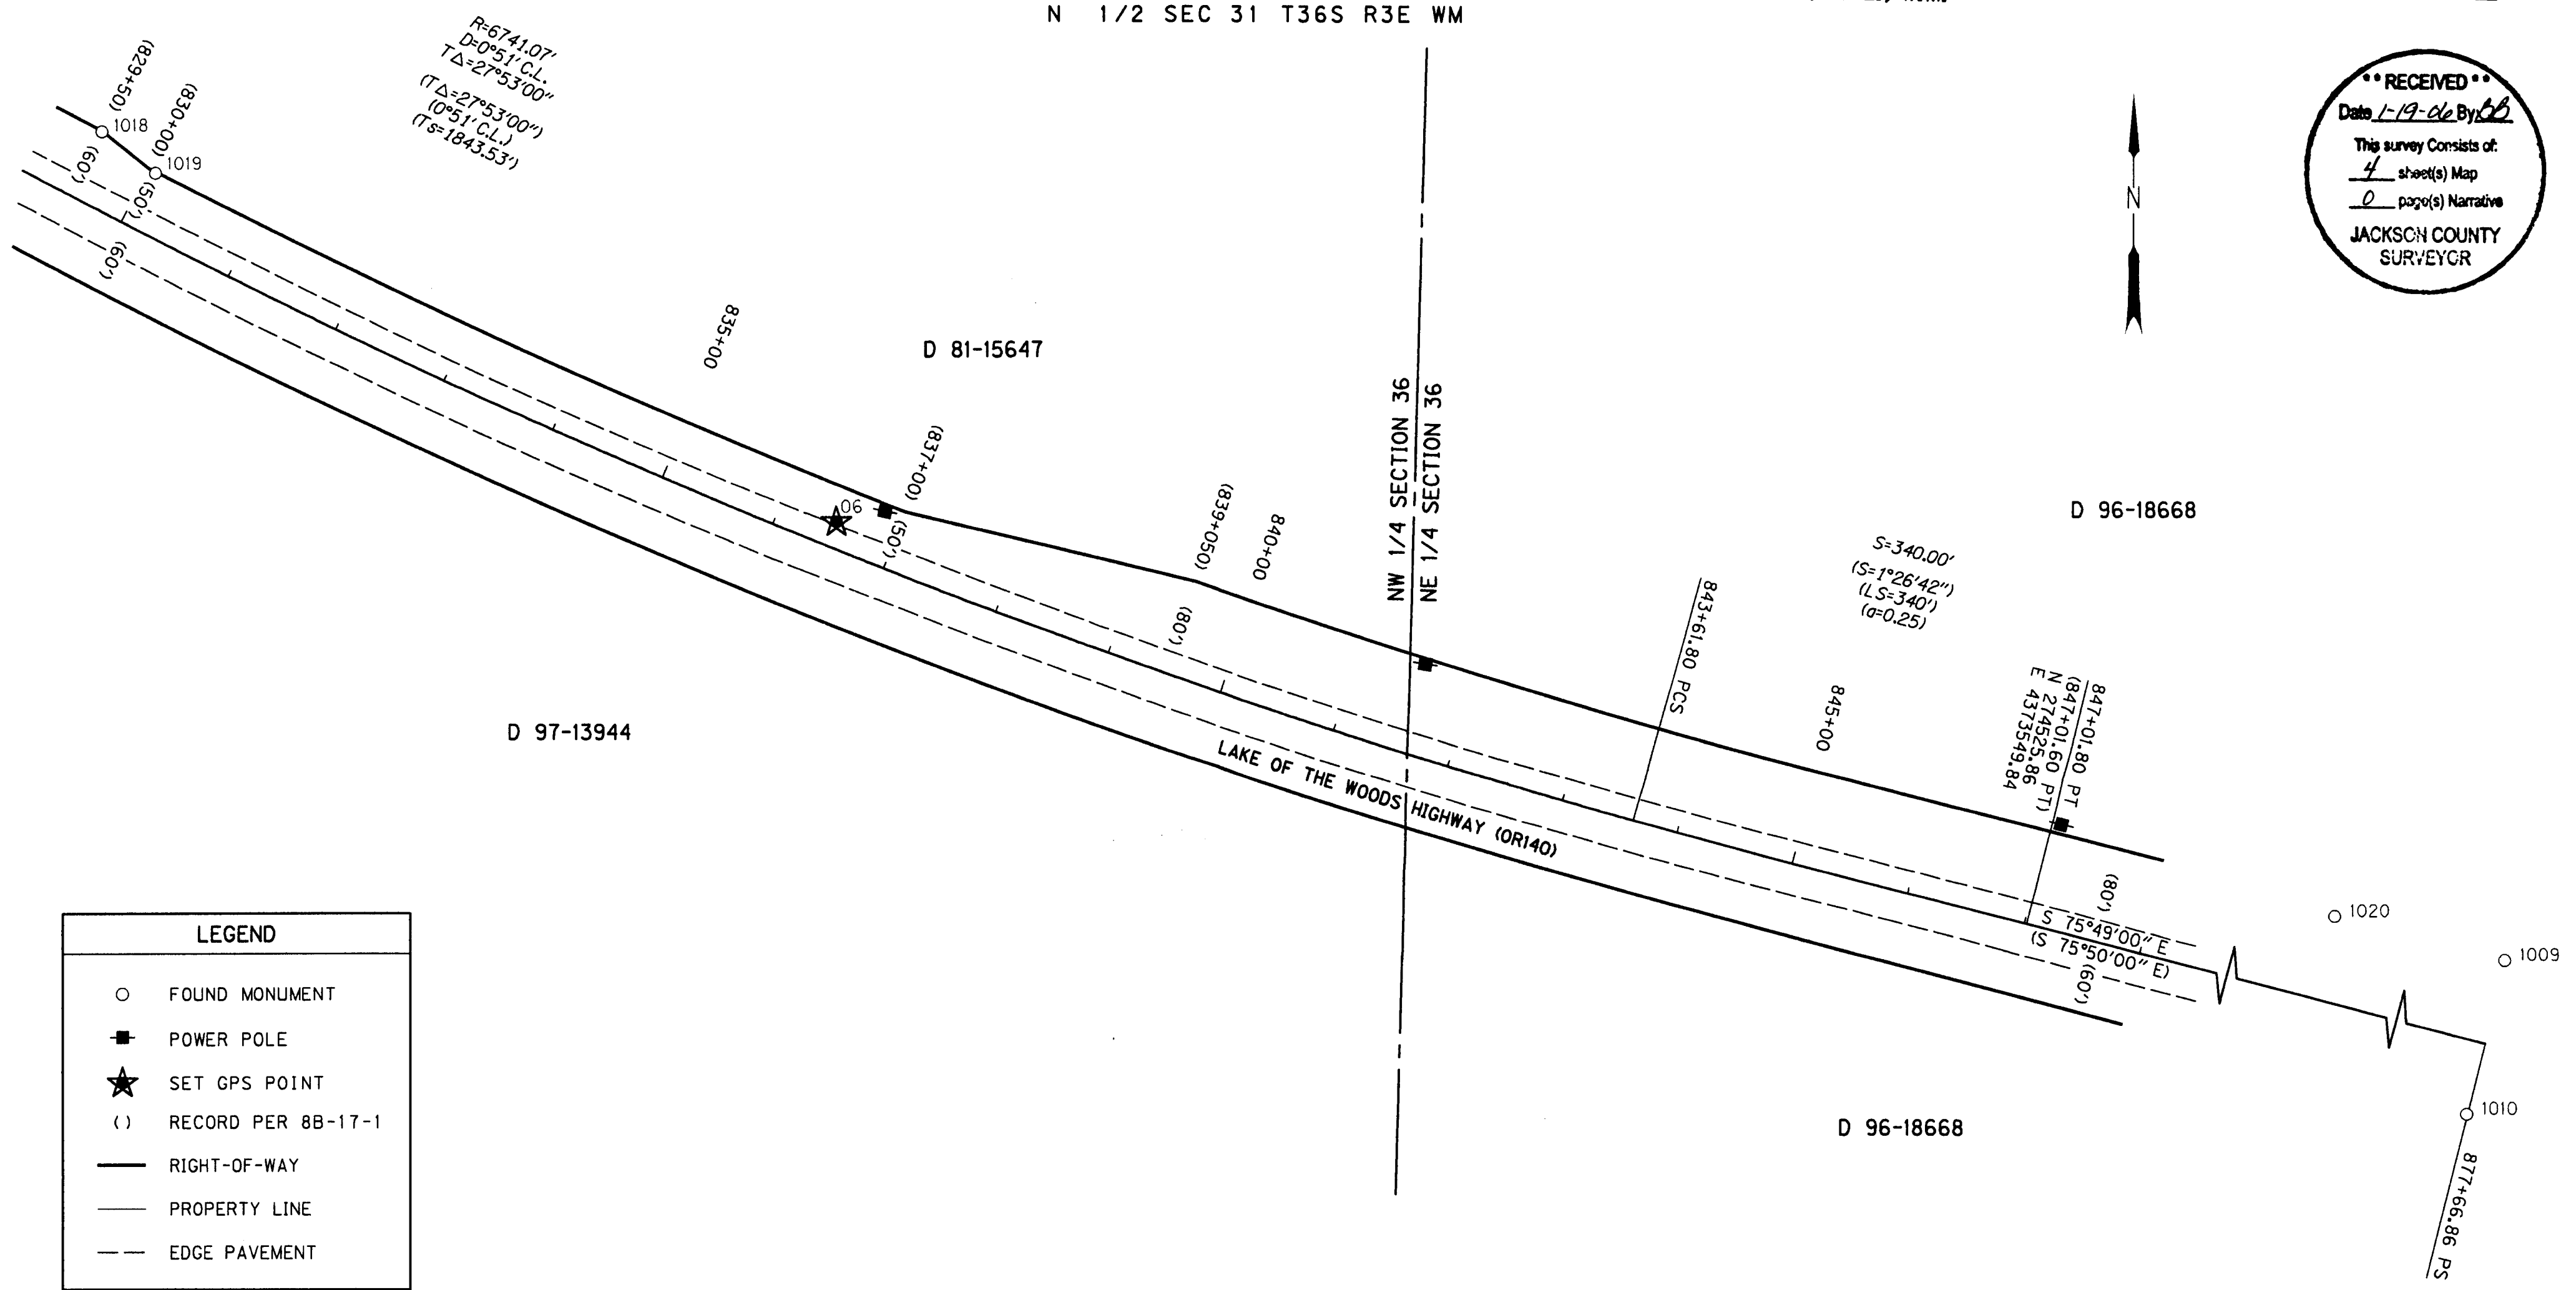 N 1/2 SEC 31 T36S R3E WM
R=6741.07'
D=0°51' C.L.
T△=27°53'00"
(T△=27°53'00")
(0°51' C.L.)
(Ts=1843.53')
(829+50)
1018
(60')
(830+00)
1019
(50')
(60')
** RECEIVED **
Date 1-19-06 By BB
This survey Consists of:
4 sheet(s) Map
0 page(s) Narrative
JACKSON COUNTY
SURVEYOR
N
835+00
D 81-15647
06
(837+00)
(50')
(839+050)
840+00
(80')
NW 1/4 SECTION 36
NE 1/4 SECTION 36
D 96-18668
S=340.00'
(S=1°26'42")
(LS=340')
(a=0.25)
843+61.80 PCS
845+00
847+01.80 PT
(847+01.60 PT)
N 274525.86
E 4373549.84
D 97-13944
LAKE OF THE WOODS HIGHWAY (OR140)
(80')
S 75°49'00" E
(S 75°50'00" E)
(60')
1020
1009
1010
877+66.86 PS
D 96-18668
LEGEND
FOUND MONUMENT
POWER POLE
SET GPS POINT
( ) RECORD PER 8B-17-1
RIGHT-OF-WAY
PROPERTY LINE
EDGE PAVEMENT